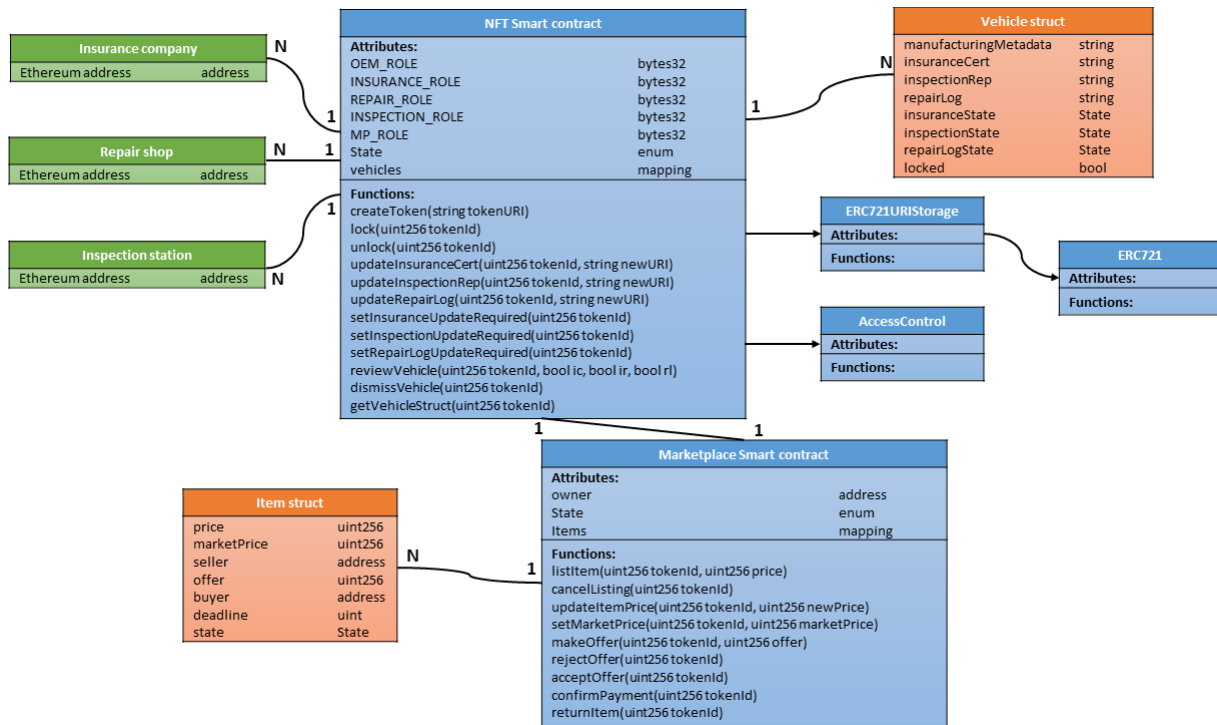 NFT Smart contract
Attributes:
OEM_ROLE bytes32
INSURANCE_ROLE bytes32
REPAIR_ROLE bytes32
INSPECTION_ROLE bytes32
MP_ROLE bytes32
State enum
vehicles mapping
Functions:
createToken(string tokenURI)
lock(uint256 tokenId)
unlock(uint256 tokenId)
updateInsuranceCert(uint256 tokenId, string newURI)
updateInspectionRep(uint256 tokenId, string newURI)
updateRepairLog(uint256 tokenId, string newURI)
setInsuranceUpdateRequired(uint256 tokenId)
setInspectionUpdateRequired(uint256 tokenId)
setRepairLogUpdateRequired(uint256 tokenId)
reviewVehicle(uint256 tokenId, bool ic, bool ir, bool rl)
dismissVehicle(uint256 tokenId)
getVehicleStruct(uint256 tokenId)
Insurance company
Ethereum address address
N
1
Repair shop
Ethereum address address
N
1
Inspection station
Ethereum address address
N
1
Vehicle struct
manufacturingMetadata string
insuranceCert string
inspectionRep string
repairLog string
insuranceState State
inspectionState State
repairLogState State
locked bool
N
1
ERC721URIStorage
Attributes:
Functions:
ERC721
Attributes:
Functions:
AccessControl
Attributes:
Functions:
1
1
Marketplace Smart contract
Attributes:
owner address
State enum
Items mapping
Functions:
listItem(uint256 tokenId, uint256 price)
cancelListing(uint256 tokenId)
updateItemPrice(uint256 tokenId, uint256 newPrice)
setMarketPrice(uint256 tokenId, uint256 marketPrice)
makeOffer(uint256 tokenId, uint256 offer)
rejectOffer(uint256 tokenId)
acceptOffer(uint256 tokenId)
confirmPayment(uint256 tokenId)
returnItem(uint256 tokenId)
Item struct
price uint256
marketPrice uint256
seller address
offer uint256
buyer address
deadline uint
state State
N
1